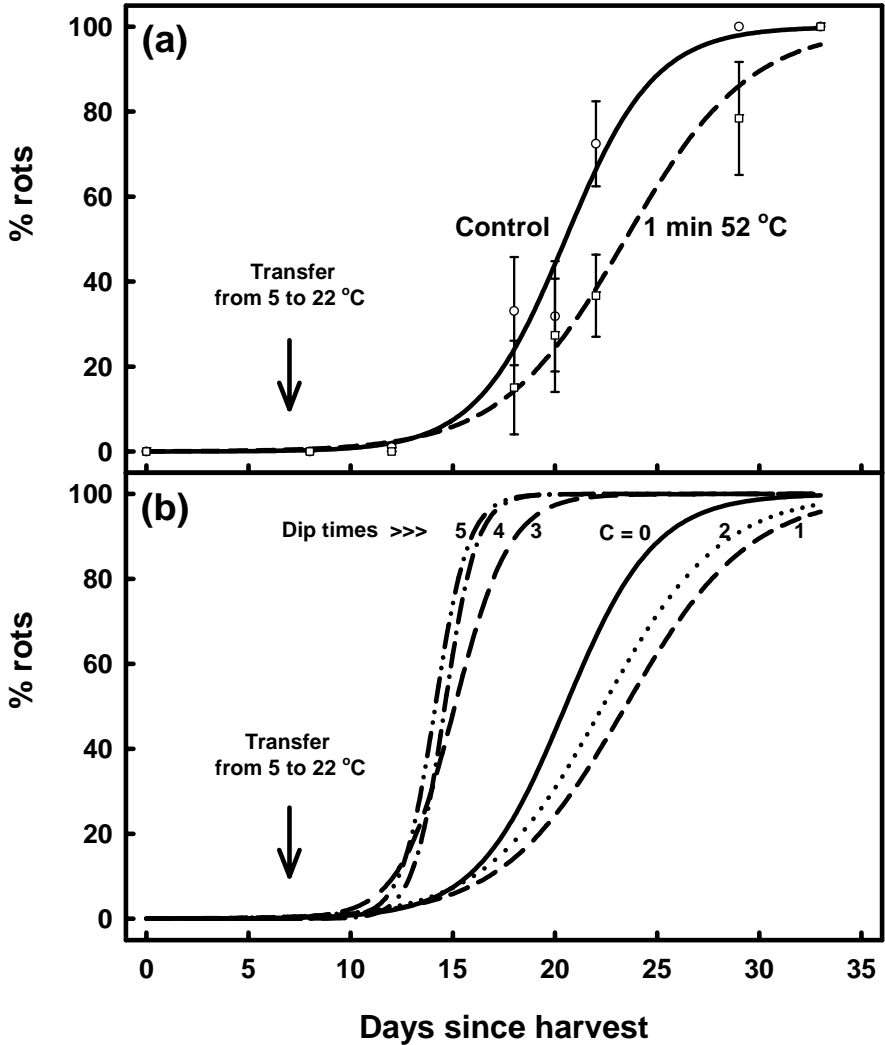 (a)
100
80
60
40
20
0
% rots
Control
1 min 52 °C
Transfer
from 5 to 22 °C
(b)
100
80
60
40
20
0
% rots
Dip times >>> 5 4 3 C = 0 2 1
Transfer
from 5 to 22 °C
0 5 10 15 20 25 30 35
Days since harvest